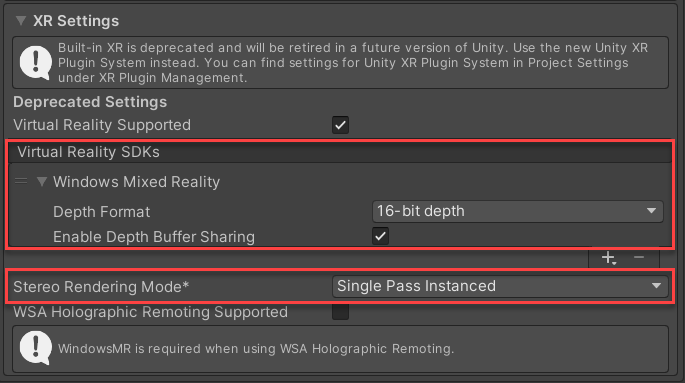 XR Settings
Built-in XR is deprecated and will be retired in a future version of Unity. Use the new Unity XR
Plugin System instead. You can find settings for Unity XR Plugin System in Project Settings
under XR Plugin Management.
Deprecated Settings
Virtual Reality Supported
Virtual Reality SDKs
Windows Mixed Reality
Depth Format 16-bit depth
Enable Depth Buffer Sharing
Stereo Rendering Mode* Single Pass Instanced
WSA Holographic Remoting Supported
WindowsMR is required when using WSA Holographic Remoting.